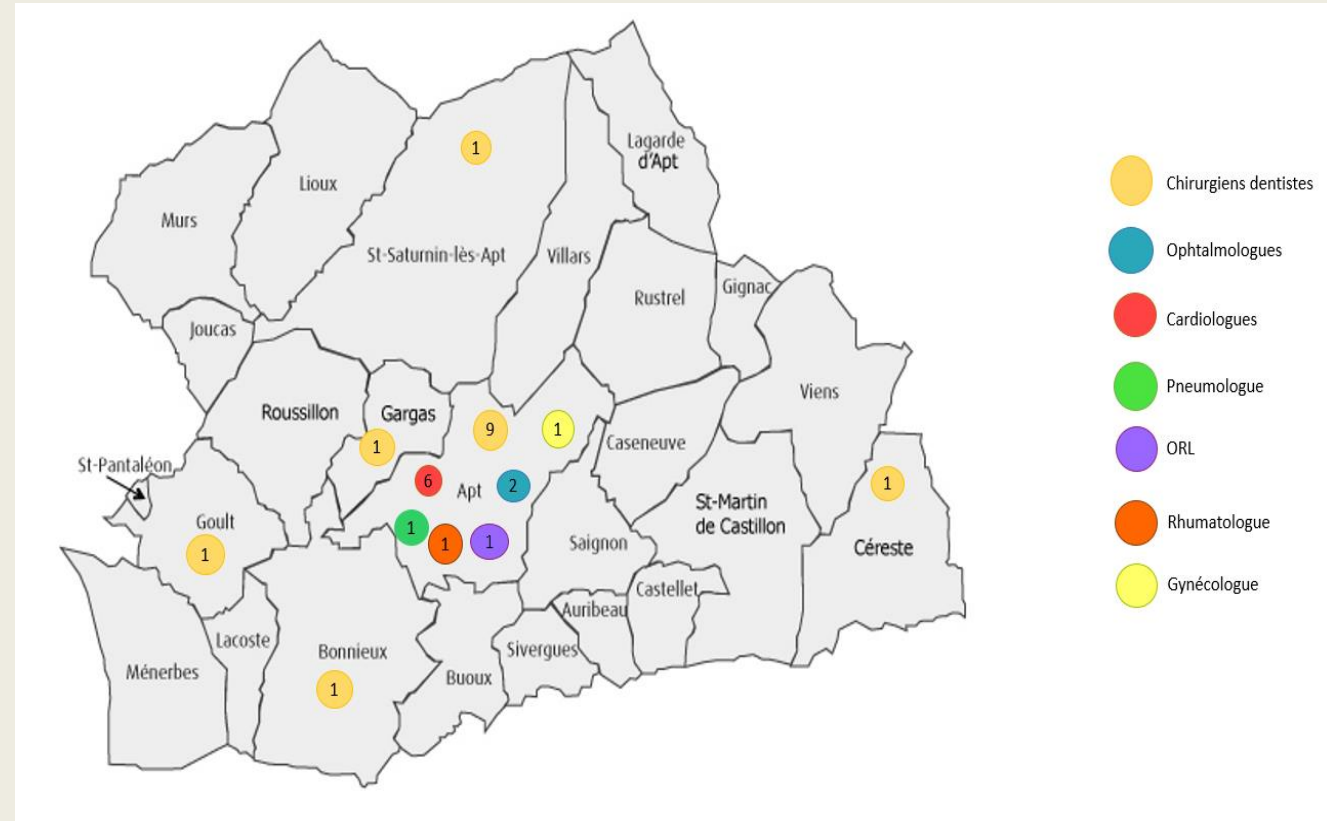 Lagarde
d'Apt
1
Lioux
Murs
St-Saturnin-lès-Apt
Villars
Rustrel
Gignac
Joucas
Viens
Roussillon
Gargas
9
1
Caseneuve
1
St-Pantaléon
6
Apt
2
1
St-Martin
de Castillon
Goult
1
1
1
1
Saignon
Céreste
1
Castellet
Auribeau
Lacoste
Bonnieux
Sivergues
Ménerbes
Buoux
1
Chirurgiens dentistes
Ophtalmologues
Cardiologues
Pneumologue
ORL
Rhumatologue
Gynécologue